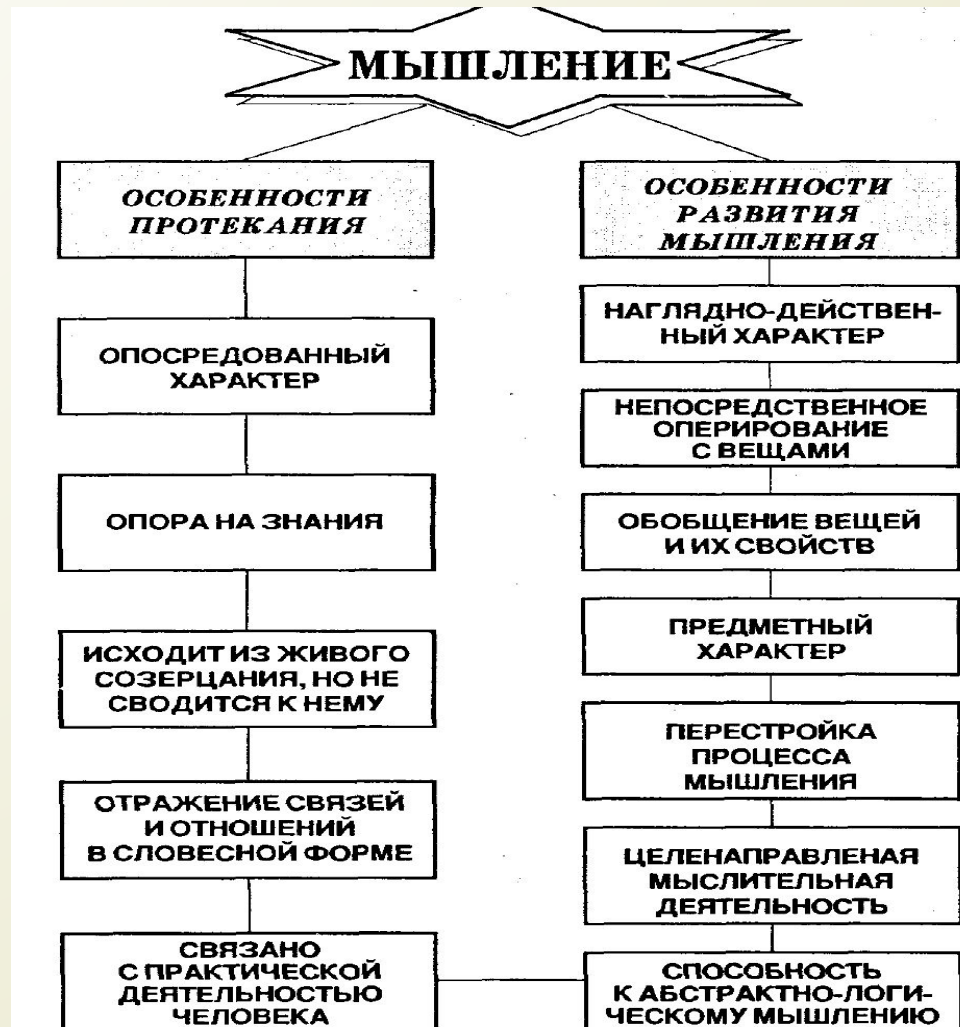 МЫШЛЕНИЕ
ОСОБЕННОСТИ
ПРОТЕКАНИЯ
ОПОСРЕДОВАННЫЙ
ХАРАКТЕР
ОПОРА НА ЗНАНИЯ
ИСХОДИТ ИЗ ЖИВОГО
СОЗЕРЦАНИЯ, НО НЕ
СВОДИТСЯ К НЕМУ
ОТРАЖЕНИЕ СВЯЗЕЙ
И ОТНОШЕНИЙ
В СЛОВЕСНОЙ ФОРМЕ
СВЯЗАНО
С ПРАКТИЧЕСКОЙ
ДЕЯТЕЛЬНОСТЬЮ
ЧЕЛОВЕКА
ОСОБЕННОСТИ
РАЗВИТИЯ
МЫШЛЕНИЯ
НАГЛЯДНО-ДЕЙСТВЕН-
НЫЙ ХАРАКТЕР
НЕПОСРЕДСТВЕННОЕ
ОПЕРИРОВАНИЕ
С ВЕЩАМИ
ОБОБЩЕНИЕ ВЕЩЕЙ
И ИХ СВОЙСТВ
ПРЕДМЕТНЫЙ
ХАРАКТЕР
ПЕРЕСТРОЙКА
ПРОЦЕССА
МЫШЛЕНИЯ
ЦЕЛЕНАПРАВЛЕНАЯ
МЫСЛИТЕЛЬНАЯ
ДЕЯТЕЛЬНОСТЬ
СПОСОБНОСТЬ
К АБСТРАКТНО-ЛОГИ-
ЧЕСКОМУ МЫШЛЕНИЮ